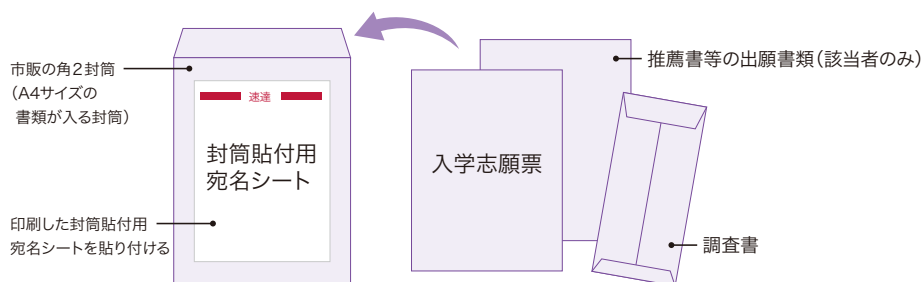 市販の角2封筒
(A4サイズの
書類が入る封筒)
速達
封筒貼付用
宛名シート
印刷した封筒貼付用
宛名シートを貼り付ける
推薦書等の出願書類(該当者のみ)
入学志願票
調査書